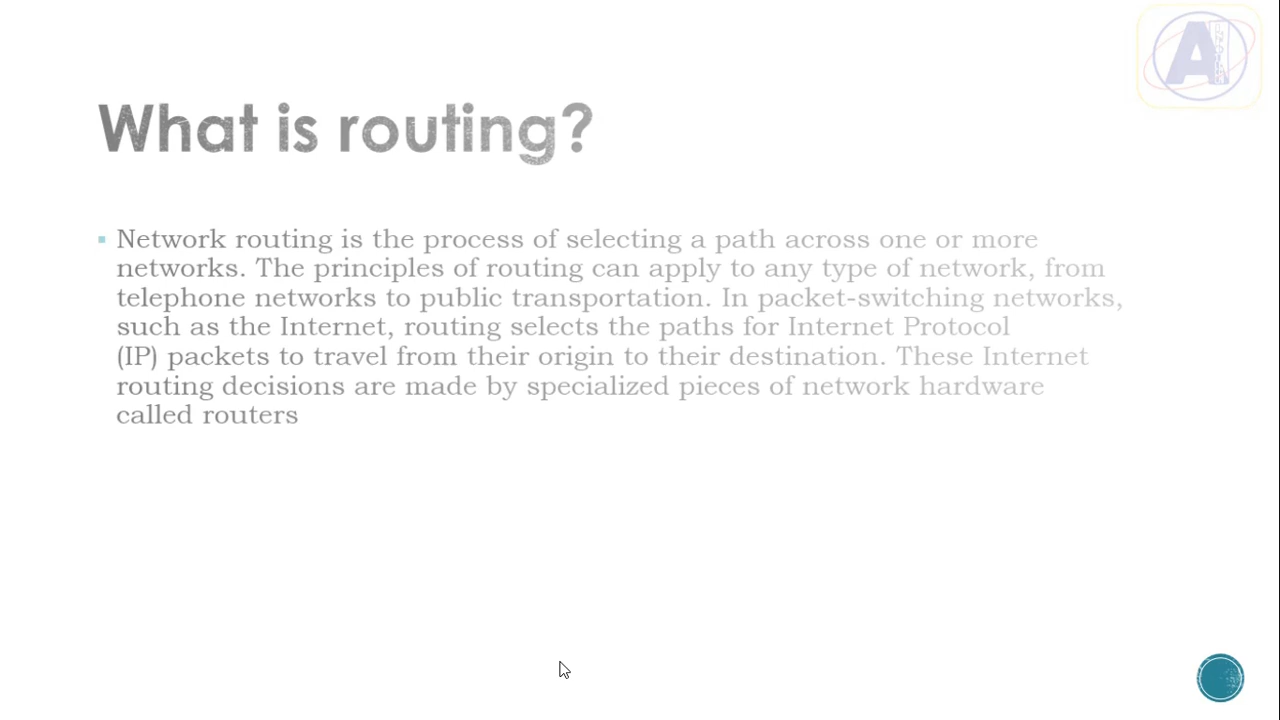 What is routing?
Network routing is the process of selecting a path across one or more
networks. The principles of routing can apply to any type of network, from
telephone networks to public transportation. In packet-switching networks,
such as the Internet, routing selects the paths for Internet Protocol
(IP) packets to travel from their origin to their destination. These Internet
routing decisions are made by specialized pieces of network hardware
called routers